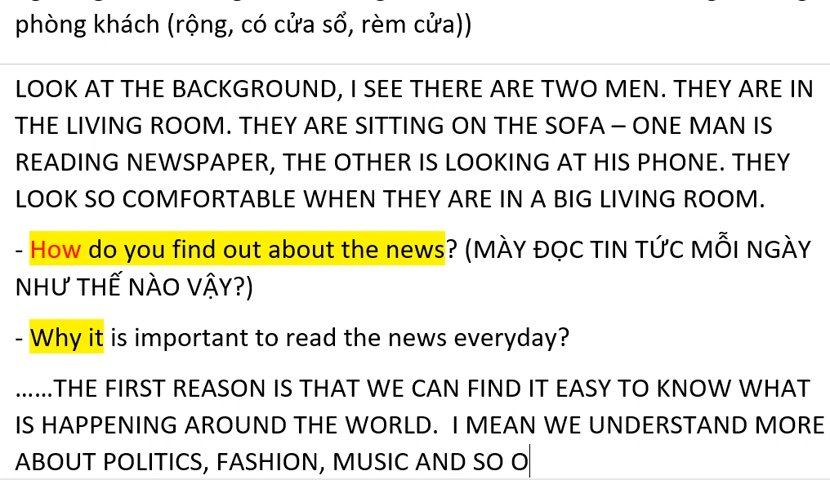 phòng khách (rộng, có cửa sổ, rèm cửa))
LOOK AT THE BACKGROUND, I SEE THERE ARE TWO MEN. THEY ARE IN
THE LIVING ROOM. THEY ARE SITTING ON THE SOFA – ONE MAN IS
READING NEWSPAPER, THE OTHER IS LOOKING AT HIS PHONE. THEY
LOOK SO COMFORTABLE WHEN THEY ARE IN A BIG LIVING ROOM.
- How do you find out about the news? (MÀY ĐỌC TIN TỨC MỖI NGÀY
NHƯ THẾ NÀO VẬY?)
- Why it is important to read the news everyday?
......THE FIRST REASON IS THAT WE CAN FIND IT EASY TO KNOW WHAT
IS HAPPENING AROUND THE WORLD.  I MEAN WE UNDERSTAND MORE
ABOUT POLITICS, FASHION, MUSIC AND SO O